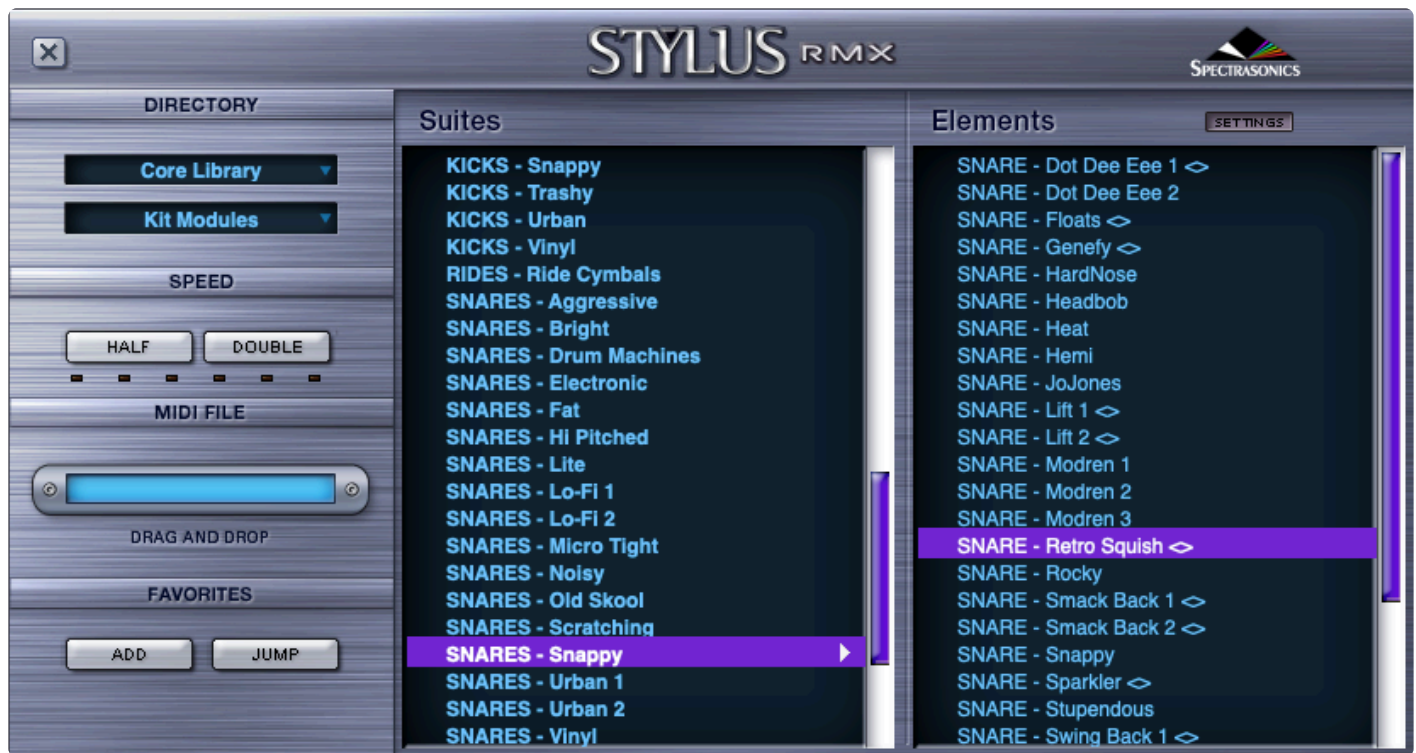 STYLUS RMX
SPECTRASONICS
DIRECTORY
Core Library
Kit Modules
SPEED
HALF
DOUBLE
MIDI FILE
DRAG AND DROP
FAVORITES
ADD
JUMP
Suites
KICKS - Snappy
KICKS - Trashy
KICKS - Urban
KICKS - Vinyl
RIDES - Ride Cymbals
SNARES - Aggressive
SNARES - Bright
SNARES - Drum Machines
SNARES - Electronic
SNARES - Fat
SNARES - Hi Pitched
SNARES - Lite
SNARES - Lo-Fi 1
SNARES - Lo-Fi 2
SNARES - Micro Tight
SNARES - Noisy
SNARES - Old Skool
SNARES - Scratching
SNARES - Snappy
SNARES - Urban 1
SNARES - Urban 2
SNARES - Vinyl
Elements
SETTINGS
SNARE - Dot Dee Eee 1 <>
SNARE - Dot Dee Eee 2
SNARE - Floats <>
SNARE - Genefy <>
SNARE - HardNose
SNARE - Headbob
SNARE - Heat
SNARE - Hemi
SNARE - JoJones
SNARE - Lift 1 <>
SNARE - Lift 2 <>
SNARE - Modren 1
SNARE - Modren 2
SNARE - Modren 3
SNARE - Retro Squish <>
SNARE - Rocky
SNARE - Smack Back 1 <>
SNARE - Smack Back 2 <>
SNARE - Snappy
SNARE - Sparkler <>
SNARE - Stupendous
SNARE - Swing Back 1 <>